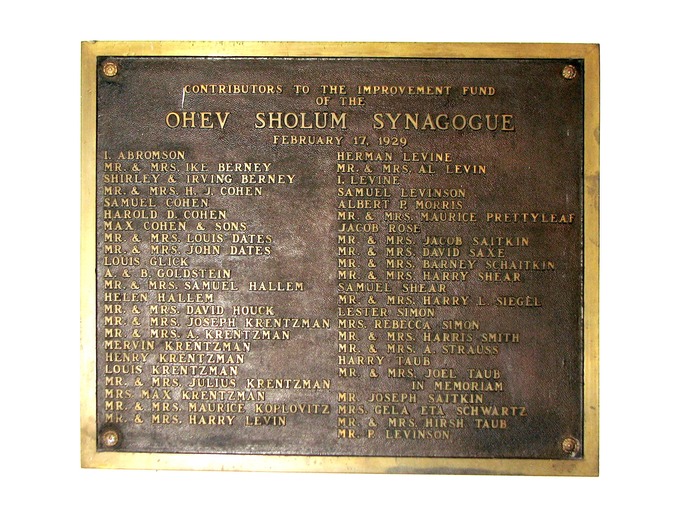 CONTRIBUTORS TO THE IMPROVEMENT FUND
OF THE
OHEV SHOLUM SYNAGOGUE
FEBRUARY 17, 1929
I. ABROMSON
MR. & MRS. IKE BERNEY
SHIRLEY & IRVING BERNEY
MR. & MRS. H. J. COHEN
SAMUEL COHEN
HAROLD D. COHEN
MAX COHEN & SONS
MR. & MRS. LOUIS DATES
MR. & MRS. JOHN DATES
LOUIS GLICK
A. & B. GOLDSTEIN
MR. & MRS. SAMUEL HALLEM
HELEN HALLEM
MR. & MRS. DAVID HOUCK
MR. & MRS. JOSEPH KRENTZMAN
MR. & MRS. A. KRENTZMAN
MERVIN KRENTZMAN
HENRY KRENTZMAN
LOUIS KRENTZMAN
MR. & MRS. JULIUS KRENTZMAN
MRS. MAX KRENTZMAN
MR. & MRS. MAURICE KOPLOVITZ
MR. & MRS. HARRY LEVIN
HERMAN LEVINE
MR. & MRS. AL LEVIN
I. LEVINE
SAMUEL LEVINSON
ALBERT P. MORRIS
MR. & MRS. MAURICE PRETTYLEAF
JACOB ROSE
MR. & MRS. JACOB SAITKIN
MR. & MRS. DAVID SAXE
MR. & MRS. BARNEY SCHAITKIN
MR. & MRS. HARRY SHEAR
SAMUEL SHEAR
MR. & MRS. HARRY L. SIEGEL
LESTER SIMON
MRS. REBECCA SIMON
MR. & MRS. HARRIS SMITH
MR. & MRS. A. STRAUSS
HARRY TAUB
MR. & MRS. JOEL TAUB
IN MEMORIAM
MR. JOSEPH SAITKIN
MRS. GELA ETA SCHWARTZ
MR. & MRS. HIRSH TAUB
MR. P. LEVINSON